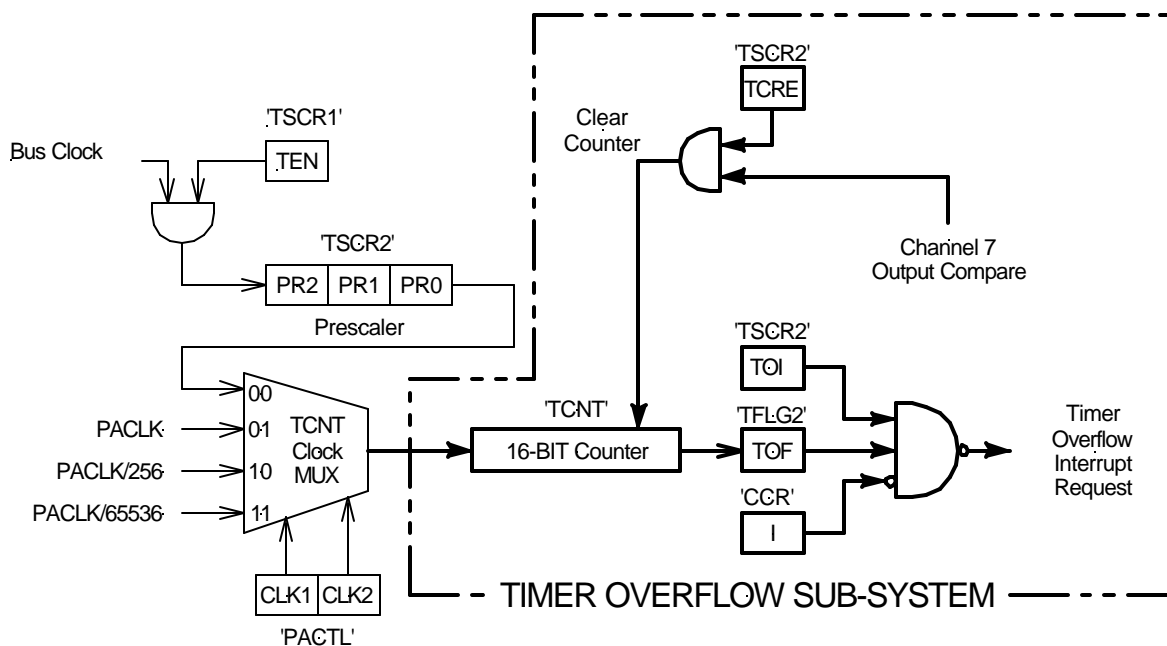 'TSCR2'
TCRE
Clear
Counter
'TSCR1'
Bus Clock
TEN
Channel 7
Output Compare
'TSCR2'
PR2 PR1 PR0
Prescaler
'TSCR2'
TOI
00
PACLK
01
TCNT
Clock
MUX
PACLK/256
10
PACLK/65536
11
'TCNT'
16-BIT Counter
'TFLG2'
TOF
'CCR'
I
Timer
Overflow
Interrupt
Request
CLK1 CLK2
'PACTL'
TIMER OVERFLOW SUB-SYSTEM